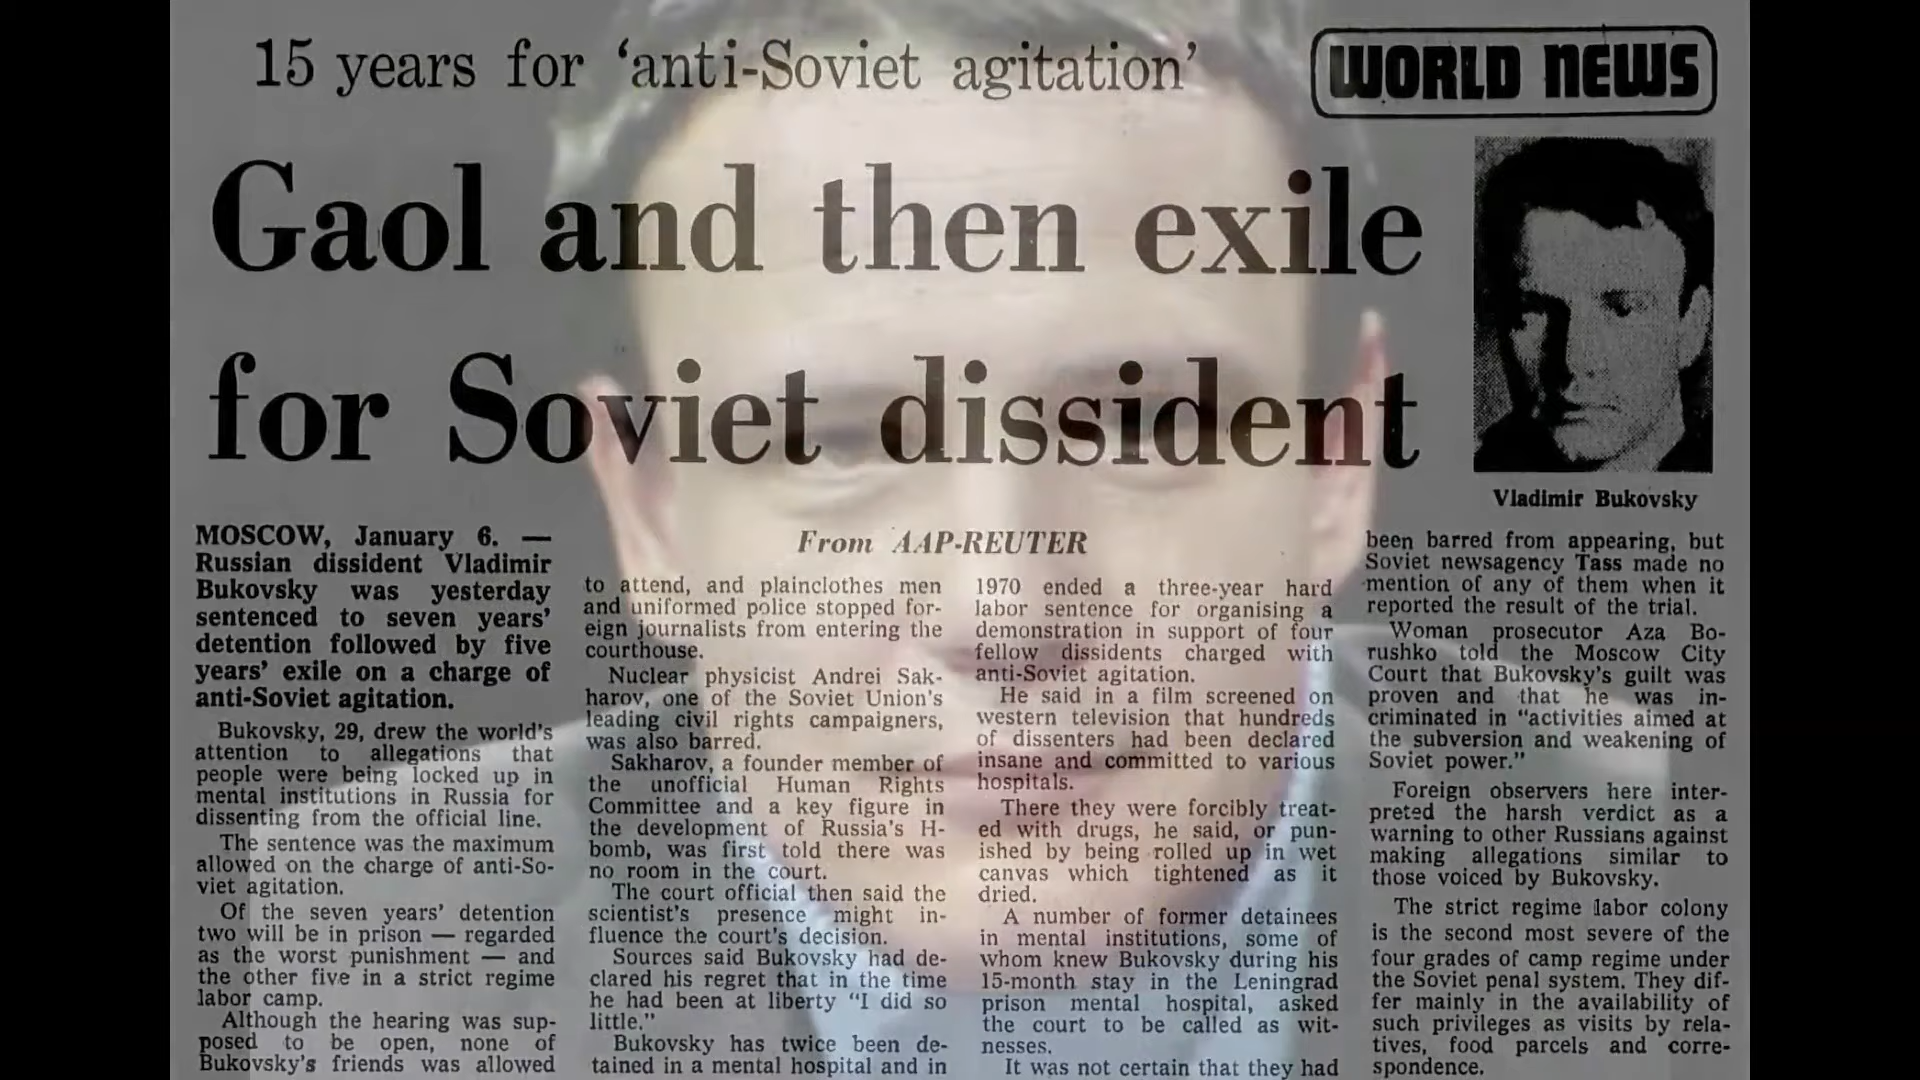 15 years for ‘anti-Soviet agitation’
WORLD NEWS
Gaol and then exile
for Soviet dissident
Vladimir Bukovsky
MOSCOW, January 6. —
Russian dissident Vladimir
Bukovsky was yesterday
sentenced to seven years’
detention followed by five
years’ exile on a charge of
anti-Soviet agitation.
Bukovsky, 29, drew the world’s
attention to allegations that
people were being locked up in
mental institutions in Russia for
dissenting from the official line.
The sentence was the maximum
allowed on the charge of anti-So-
viet agitation.
Of the seven years’ detention
two will be in prison — regarded
as the worst punishment — and
the other five in a strict regime
labor camp.
Although the hearing was sup-
posed to be open, none of
Bukovsky’s friends was allowed
From AAP-REUTER
to attend, and plainclothes men
and uniformed police stopped for-
eign journalists from entering the
courthouse.
Nuclear physicist Andrei Sak-
harov, one of the Soviet Union’s
leading civil rights campaigners,
was also barred.
Sakharov, a founder member of
the unofficial Human Rights
Committee and a key figure in
the development of Russia’s H-
bomb, was first told there was
no room in the court.
The court official then said the
scientist’s presence might in-
fluence the court’s decision.
Sources said Bukovsky had de-
clared his regret that in the time
he had been at liberty “I did so
little.”
Bukovsky has twice been de-
tained in a mental hospital and in
1970 ended a three-year hard
labor sentence for organising a
demonstration in support of four
fellow dissidents charged with
anti-Soviet agitation.
He said in a film screened on
western television that hundreds
of dissenters had been declared
insane and committed to various
hospitals.
There they were forcibly treat-
ed with drugs, he said, or pun-
ished by being rolled up in wet
canvas which tightened as it
dried.
A number of former detainees
in mental institutions, some of
whom knew Bukovsky during his
15-month stay in the Leningrad
prison mental hospital, asked
the court to be called as wit-
nesses.
It was not certain that they had
been barred from appearing, but
Soviet newsagency Tass made no
mention of any of them when it
reported the result of the trial.
Woman prosecutor Aza Bo-
rushko told the Moscow City
Court that Bukovsky’s guilt was
proven and that he was in-
criminated in “activities aimed at
the subversion and weakening of
Soviet power.”
Foreign observers here inter-
preted the harsh verdict as a
warning to other Russians against
making allegations similar to
those voiced by Bukovsky.
The strict regime labor colony
is the second most severe of the
four grades of camp regime under
the Soviet penal system. They dif-
fer mainly in the availability of
such privileges as visits by rela-
tives, food parcels and corre-
spondence.